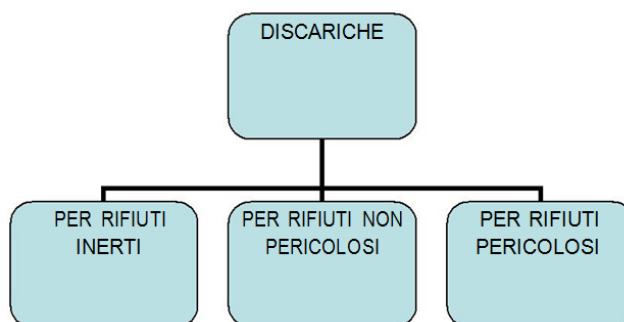 DISCARICHE
PER RIFIUTI
INERTI
PER RIFIUTI NON
PERICOLOSI
PER RIFIUTI
PERICOLOSI